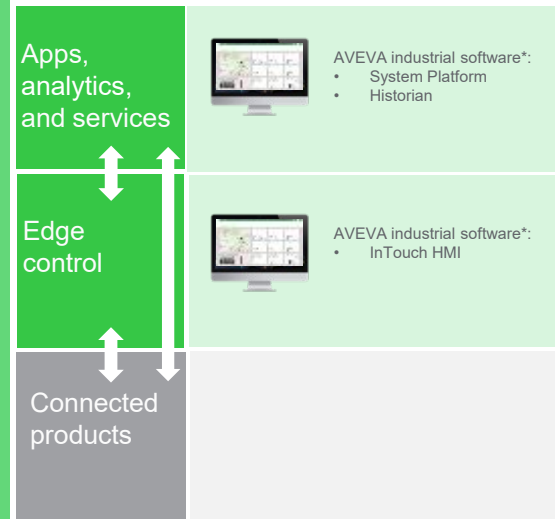 Apps,
analytics,
and services
AVEVA industrial software*:
• System Platform
• Historian
Edge
control
AVEVA industrial software*:
• InTouch HMI
Connected
products